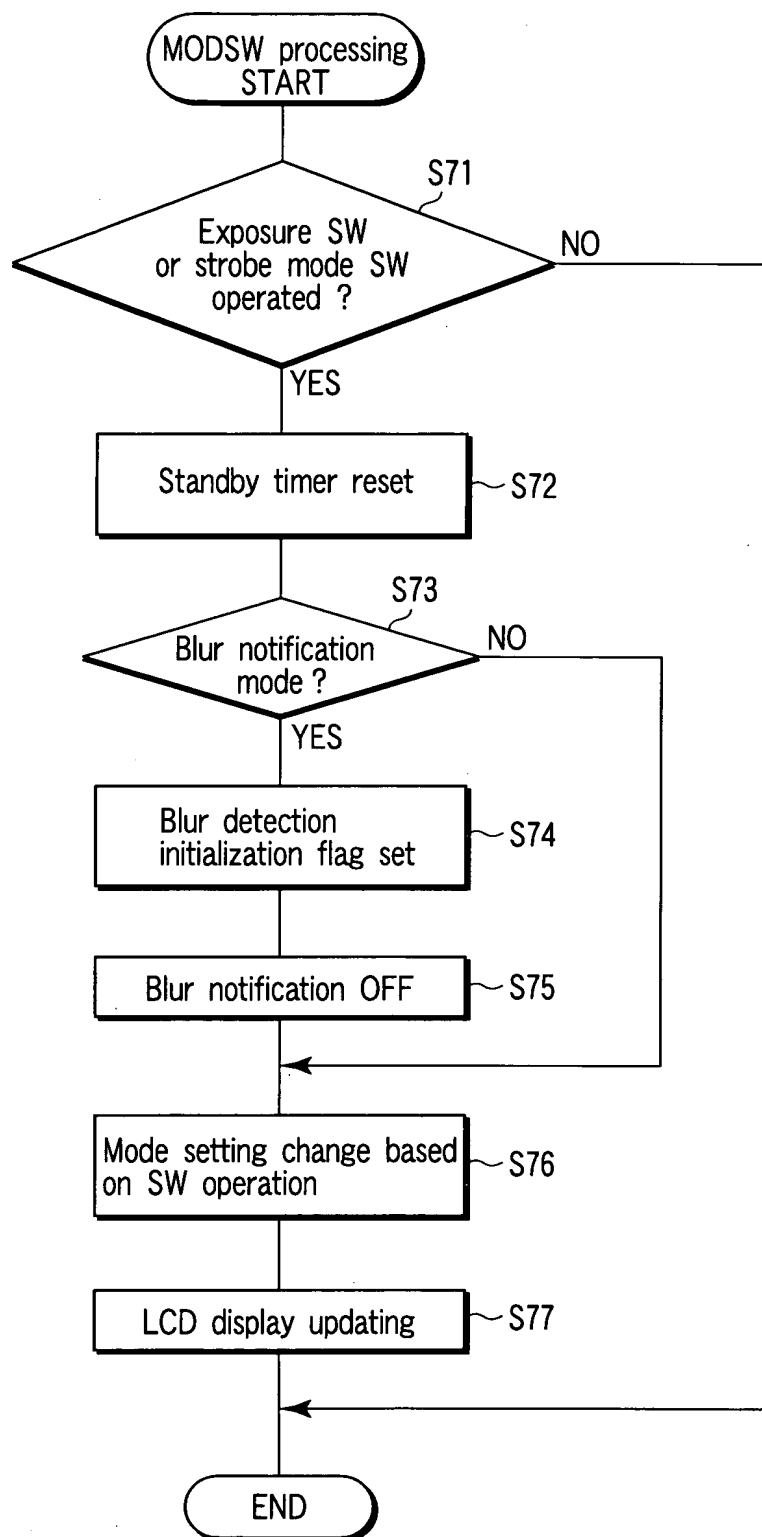 MODSW processing
START
S71
Exposure SW
or strobe mode SW
operated ?
NO
YES
Standby timer reset
S72
S73
Blur notification
mode ?
NO
YES
Blur detection
initialization flag set
S74
Blur notification OFF
S75
Mode setting change based
on SW operation
S76
LCD display updating
S77
END